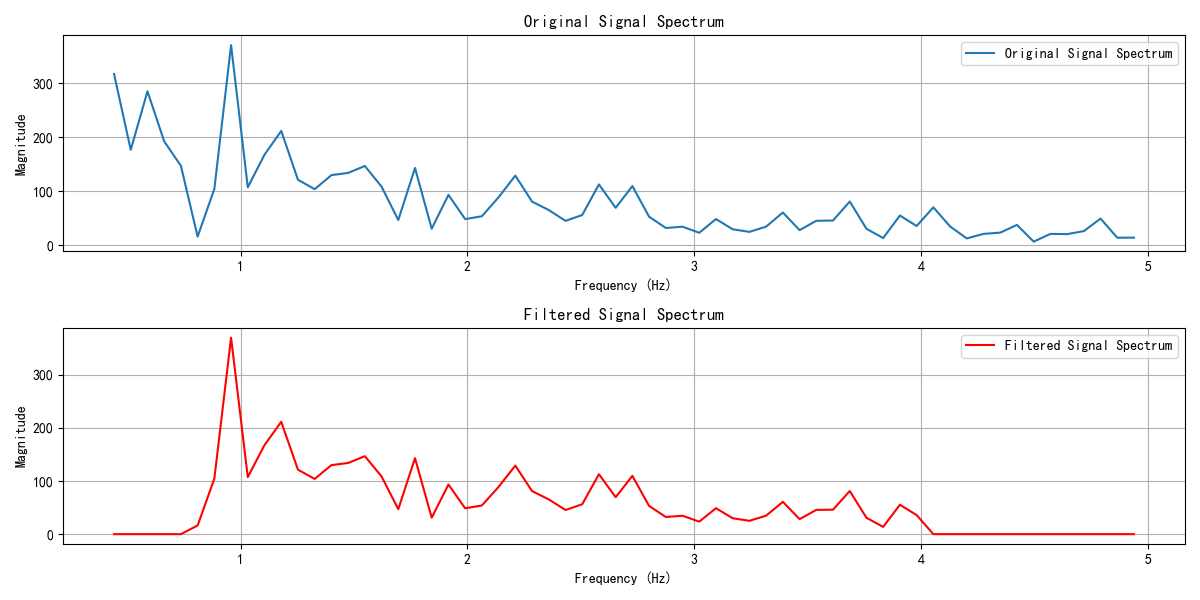 Original Signal Spectrum
Original Signal Spectrum
Magnitude
300
200
100
0
1 2 3 4 5
Frequency (Hz)
Filtered Signal Spectrum
Filtered Signal Spectrum
Magnitude
300
200
100
0
1 2 3 4 5
Frequency (Hz)